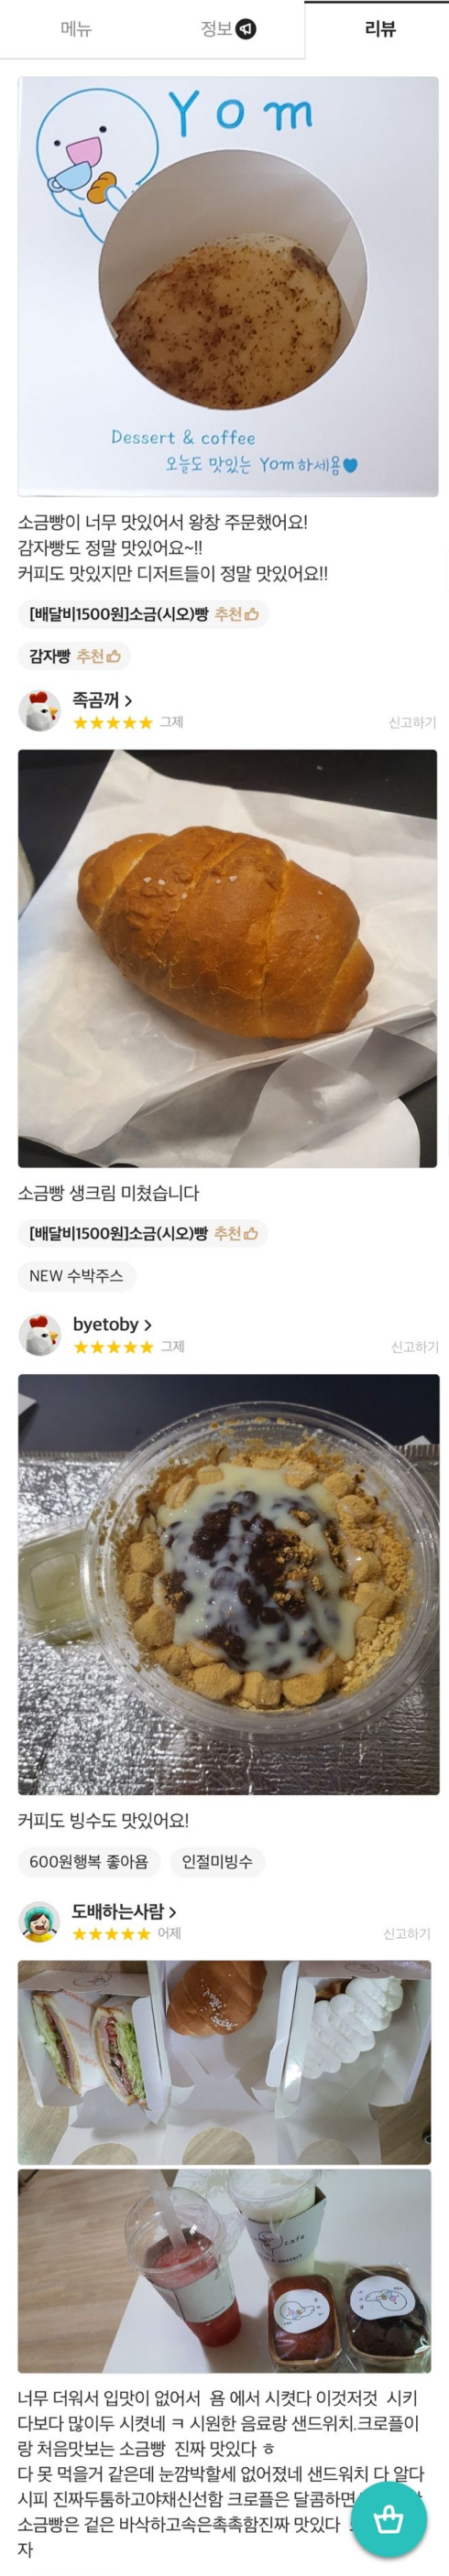 메뉴
정보
리뷰
Yom
Dessert & coffee
오늘도 맛있는 Yom 하세욤
소금빵이 너무 맛있어서 왕창 주문했어요!
감자빵도 정말 맛있어요~!!
커피도 맛있지만 디저트들이 정말 맛있어요!!
[배달비1500원]소금(시오)빵 추천
감자빵 추천
족곰꺼 >
★★★★★ 그제
신고하기
소금빵 생크림 미쳤습니다
[배달비1500원]소금(시오)빵 추천
NEW 수박주스
byetoby >
★★★★★ 그제
신고하기
커피도 빙수도 맛있어요!
600원행복 좋아욤
인절미빙수
도배하는사람 >
★★★★★ 어제
신고하기
cafe
dessert
너무 더워서 입맛이 없어서 욤 에서 시켯다 이것저것 시키
다보다 많이두 시켯네 ㅋ 시원한 음료랑 샌드위치.크로플이
랑 처음맛보는 소금빵 진짜 맛있다 ㅎ
다 못 먹을거 같은데 눈깜박할세 없어졌네 샌드워치 다 알다
시피 진짜두툼하고야채신선함 크로플은 달콤하면
소금빵은 겉은 바삭하고속은촉촉함진짜 맛있다
자